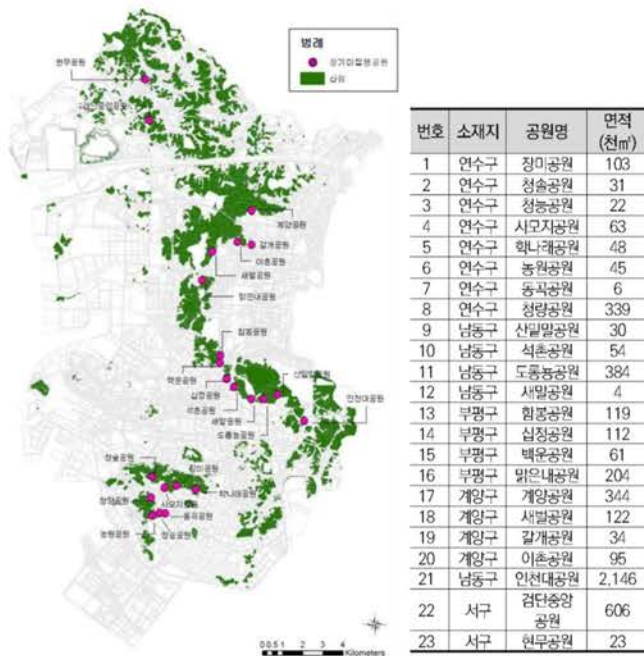 범례
장기미집행공원
산림
현무공원
검단중앙공원
계양공원
갈개공원
이촌공원
새벌공원
맑은내공원
함봉공원
백운공원
산밑말공원
십정공원
석촌공원
인천대공원
새말공원
도롱뇽공원
청솔공원
장미공원
학나래공원
청량공원
사모지공원
동곡공원
농원공원
청능공원
0 0.5 1 2 3 4
Kilometers
번호 소재지 공원명 면적
(천㎡)
1 연수구 장미공원 103
2 연수구 청솔공원 31
3 연수구 청능공원 22
4 연수구 사모지공원 63
5 연수구 학나래공원 48
6 연수구 농원공원 45
7 연수구 동곡공원 6
8 연수구 청량공원 339
9 남동구 산밑말공원 30
10 남동구 석촌공원 54
11 남동구 도롱뇽공원 384
12 남동구 새말공원 4
13 부평구 함봉공원 119
14 부평구 십정공원 112
15 부평구 백운공원 61
16 부평구 맑은내공원 204
17 계양구 계양공원 344
18 계양구 새벌공원 122
19 계양구 갈개공원 34
20 계양구 이촌공원 95
21 남동구 인천대공원 2,146
22 서구 검단중앙
공원 606
23 서구 현무공원 23